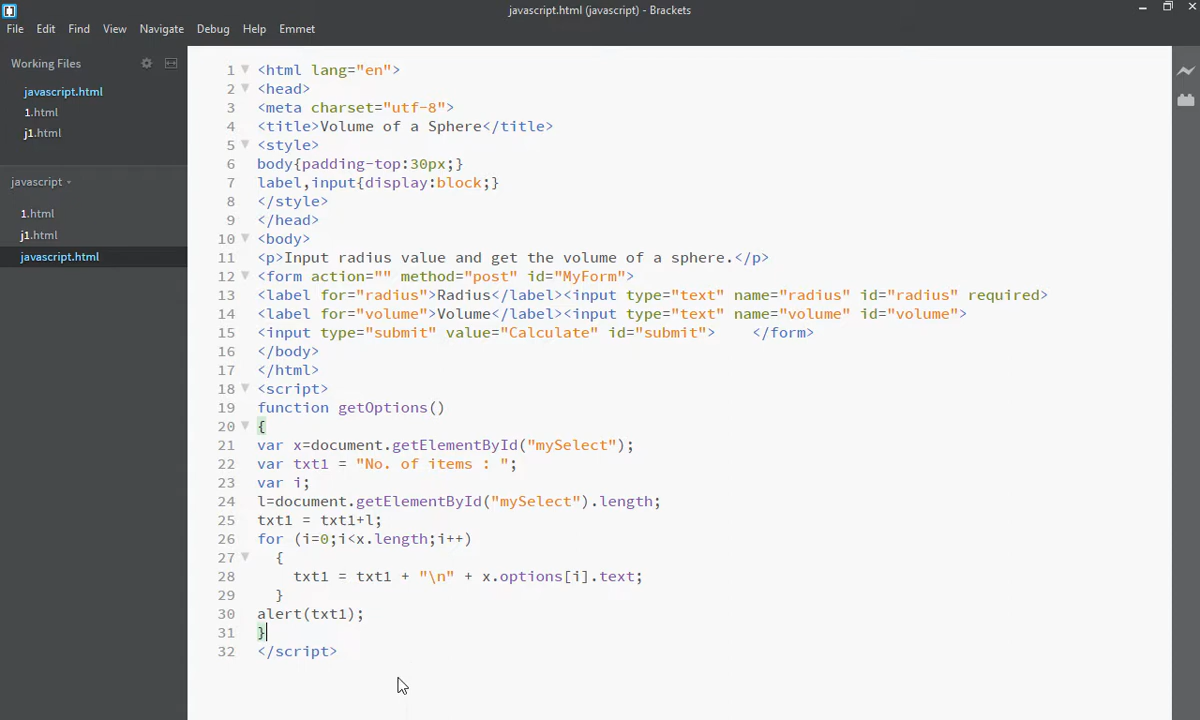 javascript.html (javascript) - Brackets
File Edit Find View Navigate Debug Help Emmet
Working Files
javascript.html
1.html
j1.html
javascript
1.html
j1.html
javascript.html
1 <html lang="en">
2 <head>
3 <meta charset="utf-8">
4 <title>Volume of a Sphere</title>
5 <style>
6 body{padding-top:30px;}
7 label,input{display:block;}
8 </style>
9 </head>
10 <body>
11 <p>Input radius value and get the volume of a sphere.</p>
12 <form action="" method="post" id="MyForm">
13 <label for="radius">Radius</label><input type="text" name="radius" id="radius" required>
14 <label for="volume">Volume</label><input type="text" name="volume" id="volume">
15 <input type="submit" value="Calculate" id="submit">    </form>
16 </body>
17 </html>
18 <script>
19 function getOptions()
20 {
21 var x=document.getElementById("mySelect");
22 var txt1 = "No. of items : ";
23 var i;
24 l=document.getElementById("mySelect").length;
25 txt1 = txt1+l;
26 for (i=0;i<x.length;i++)
27   {
28     txt1 = txt1 + "\n" + x.options[i].text;
29   }
30 alert(txt1);
31 }
32 </script>